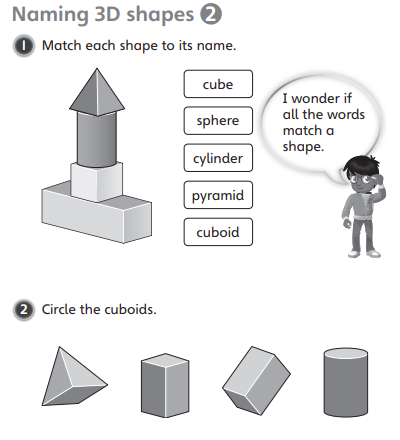 Naming 3D shapes 2
1 Match each shape to its name.
cube
sphere
cylinder
pyramid
cuboid
I wonder if
all the words
match a
shape.
2 Circle the cuboids.